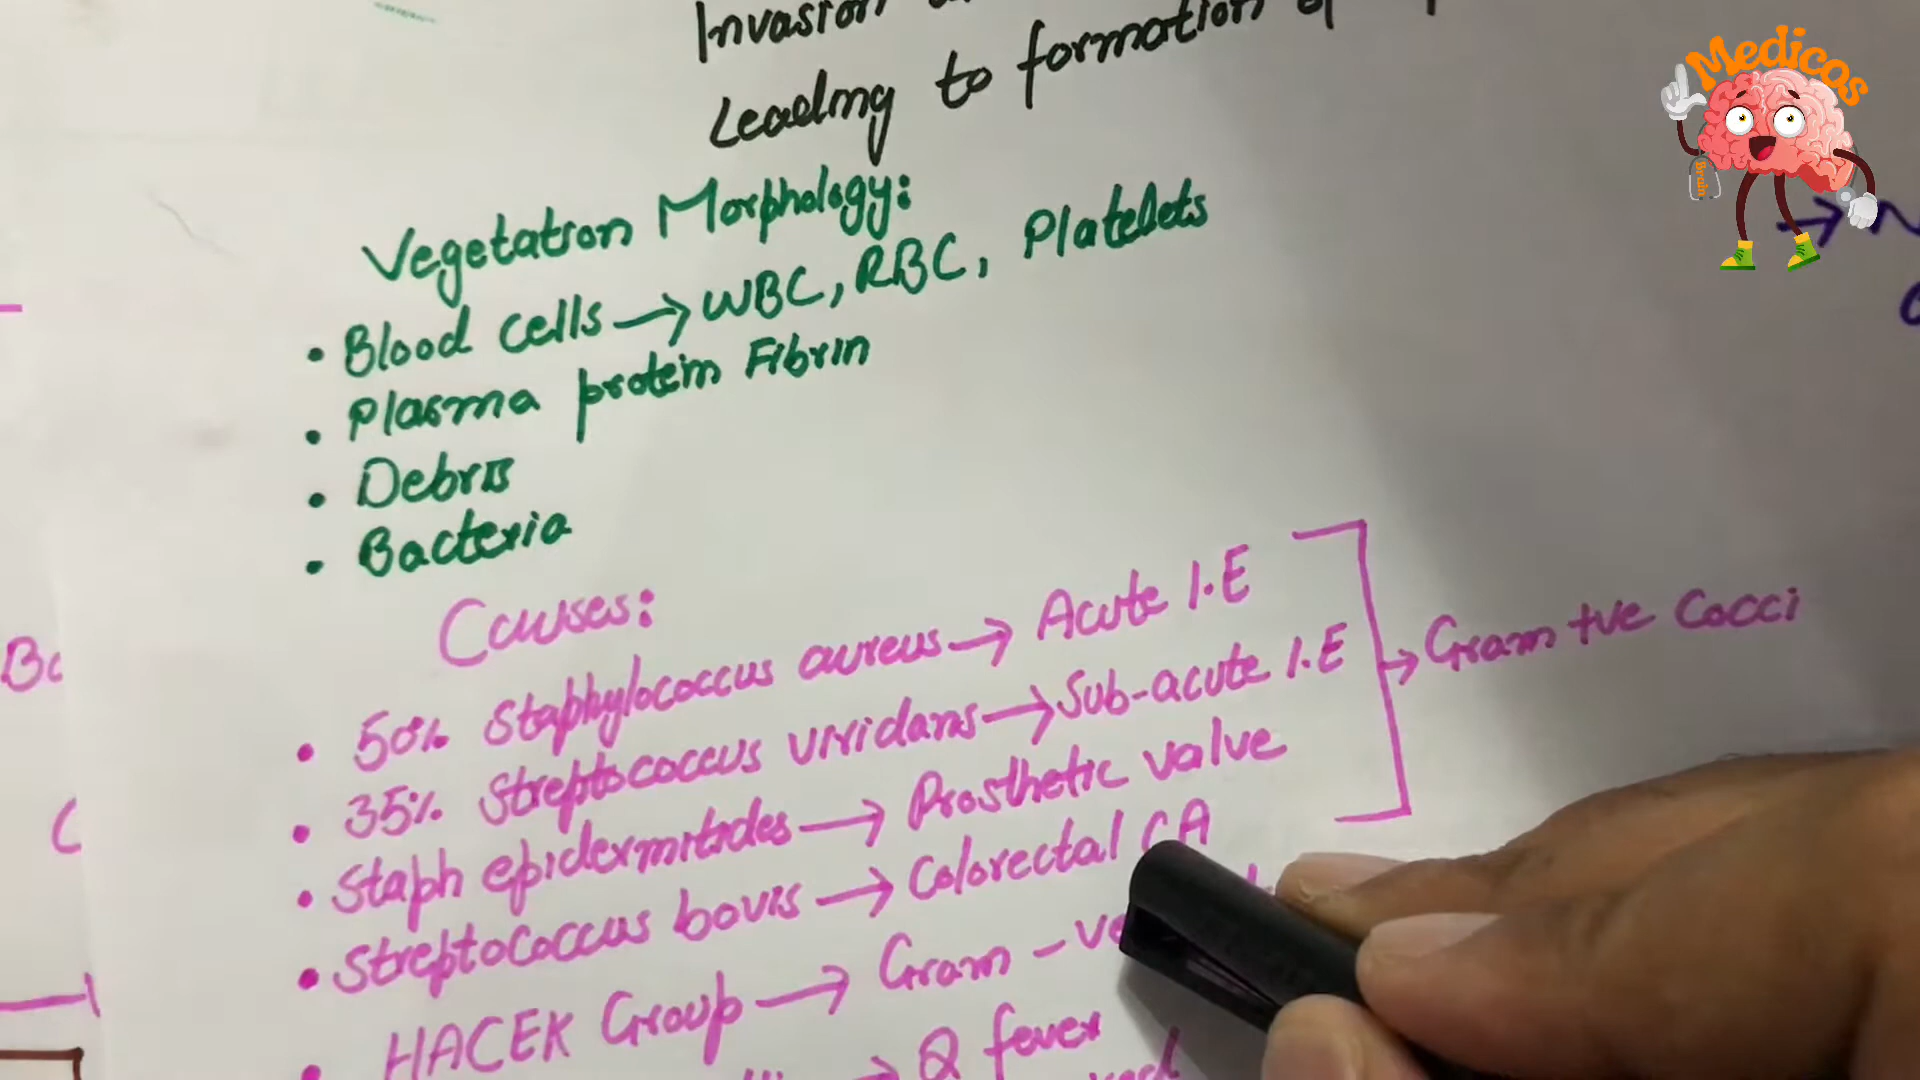 Invasion
Leading to formation of
Vegetation Morphology:
• Blood cells → WBC, RBC, Platelets
• Plasma protein Fibrin
• Debris
• Bacteria
Causes:
• 50% Staphylococcus aureus → Acute I.E
• 35% Streptococcus viridans → Sub-acute I.E
→ Gram +ve Cocci
• Staph epidermitides → Prosthetic valve
• Streptococcus bovis → Colorectal CA
• HACEK Group → Gram -ve
→ Q fever
Medicos
Brain